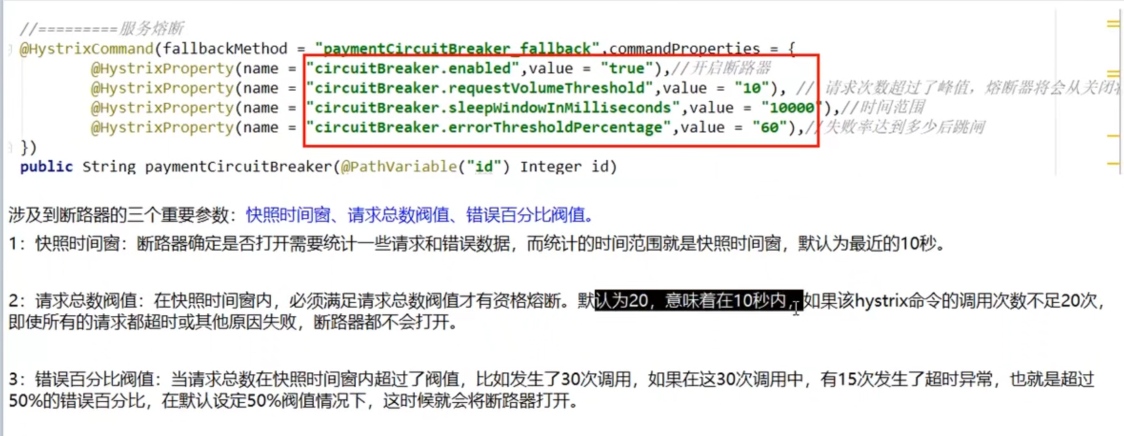 //=========服务熔断
@HystrixCommand(fallbackMethod = "paymentCircuitBreaker_fallback",commandProperties = {
@HystrixProperty(name = "circuitBreaker.enabled",value = "true"),//开启断路器
@HystrixProperty(name = "circuitBreaker.requestVolumeThreshold",value = "10"), // 请求次数超过了峰值，熔断器将会从关闭
@HystrixProperty(name = "circuitBreaker.sleepWindowInMilliseconds",value = "10000"),//时间范围
@HystrixProperty(name = "circuitBreaker.errorThresholdPercentage",value = "60"),//失败率达到多少后跳闸
})
public String paymentCircuitBreaker(@PathVariable("id") Integer id)
涉及到断路器的三个重要参数：快照时间窗、请求总数阀值、错误百分比阀值。
1：快照时间窗：断路器确定是否打开需要统计一些请求和错误数据，而统计的时间范围就是快照时间窗，默认为最近的10秒。
2：请求总数阀值：在快照时间窗内，必须满足请求总数阀值才有资格熔断。默认为20，意味着在10秒内，如果该hystrix命令的调用次数不足20次，
即使所有的请求都超时或其他原因失败，断路器都不会打开。
3：错误百分比阀值：当请求总数在快照时间窗内超过了阀值，比如发生了30次调用，如果在这30次调用中，有15次发生了超时异常，也就是超过
50%的错误百分比，在默认设定50%阀值情况下，这时候就会将断路器打开。